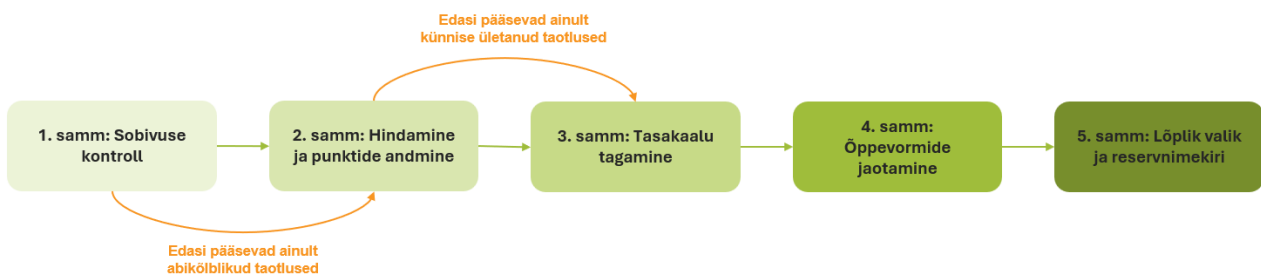 Edasi pääsevad ainult
künnise ületanud taotlused
1. samm: Sobivuse
kontroll
2. samm: Hindamine
ja punktide andmine
3. samm: Tasakaalu
tagamine
4. samm:
Õppevormide
jaotamine
5. samm: Lõplik valik
ja reservnimekiri
Edasi pääsevad ainult
abikõlblikud taotlused